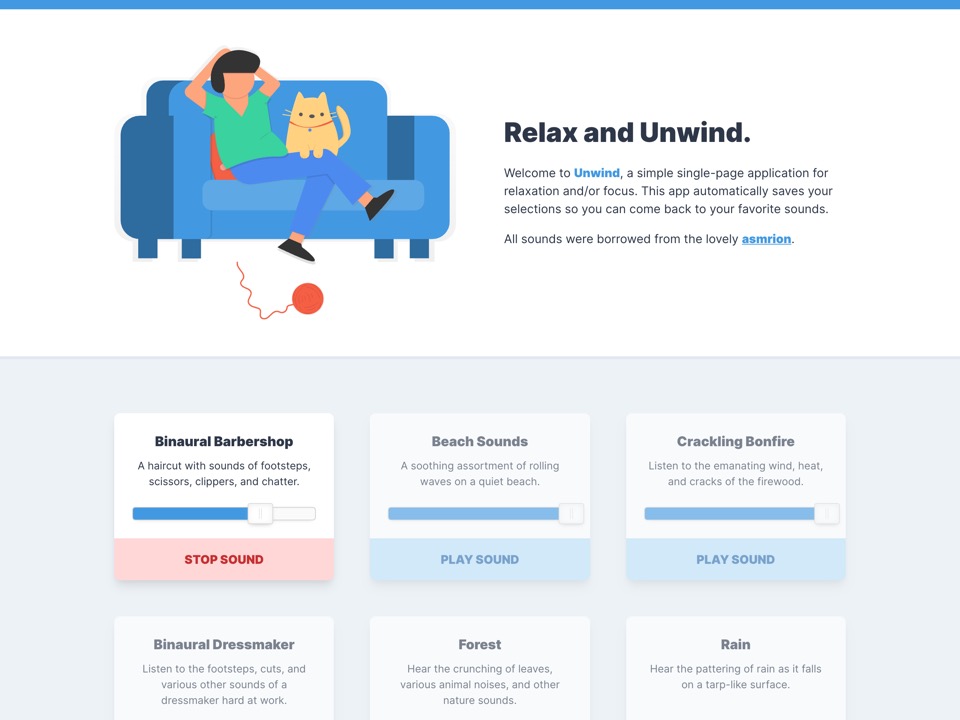 Relax and Unwind.
Welcome to Unwind, a simple single-page application for
relaxation and/or focus. This app automatically saves your
selections so you can come back to your favorite sounds.
All sounds were borrowed from the lovely asmrion.
Binaural Barbershop
A haircut with sounds of footsteps,
scissors, clippers, and chatter.
STOP SOUND
Beach Sounds
A soothing assortment of rolling
waves on a quiet beach.
PLAY SOUND
Crackling Bonfire
Listen to the emanating wind, heat,
and cracks of the firewood.
PLAY SOUND
Binaural Dressmaker
Listen to the footsteps, cuts, and
various other sounds of a
dressmaker hard at work.
Forest
Hear the crunching of leaves,
various animal noises, and other
nature sounds.
Rain
Hear the pattering of rain as it falls
on a tarp-like surface.